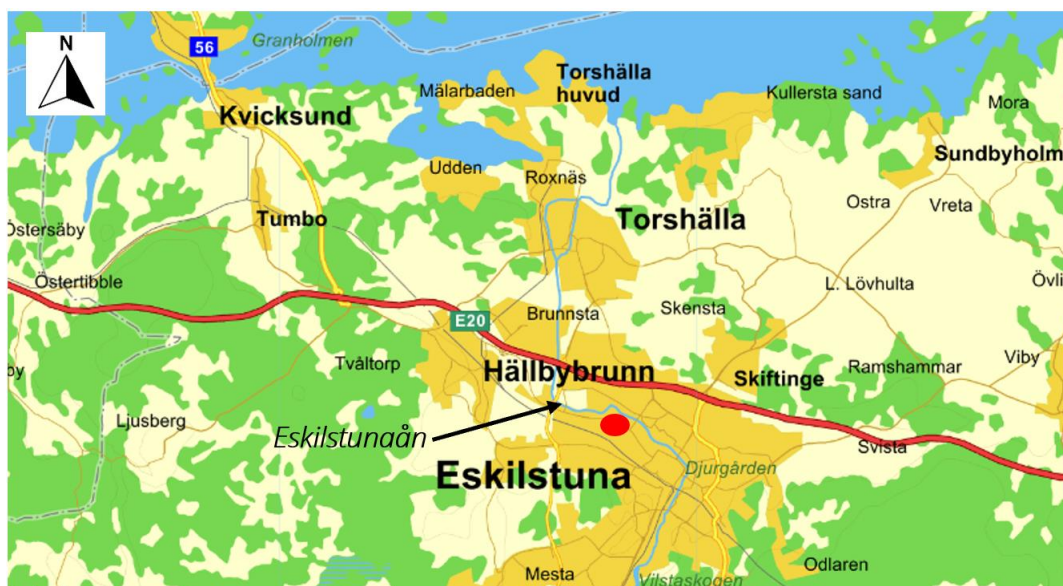 N
56
Granholmen
Kvicksund
Mälarbaden
Torshälla
huvud
Kullersta sand
Mora
Udden
Roxnäs
Sundbyholm
Tumbo
Torshälla
Ostra
Vreta
Östersäby
Östertibble
L. Lövhulta
Övli
E20
Brunnsta
Skensta
Tvåltorp
Hällbybrunn
Skiftinge
Ramshammar
Viby
by
Ljusberg
Eskilstunaån
Svista
Eskilstuna
Djurgården
Odlaren
Mesta
Vilstaskogen